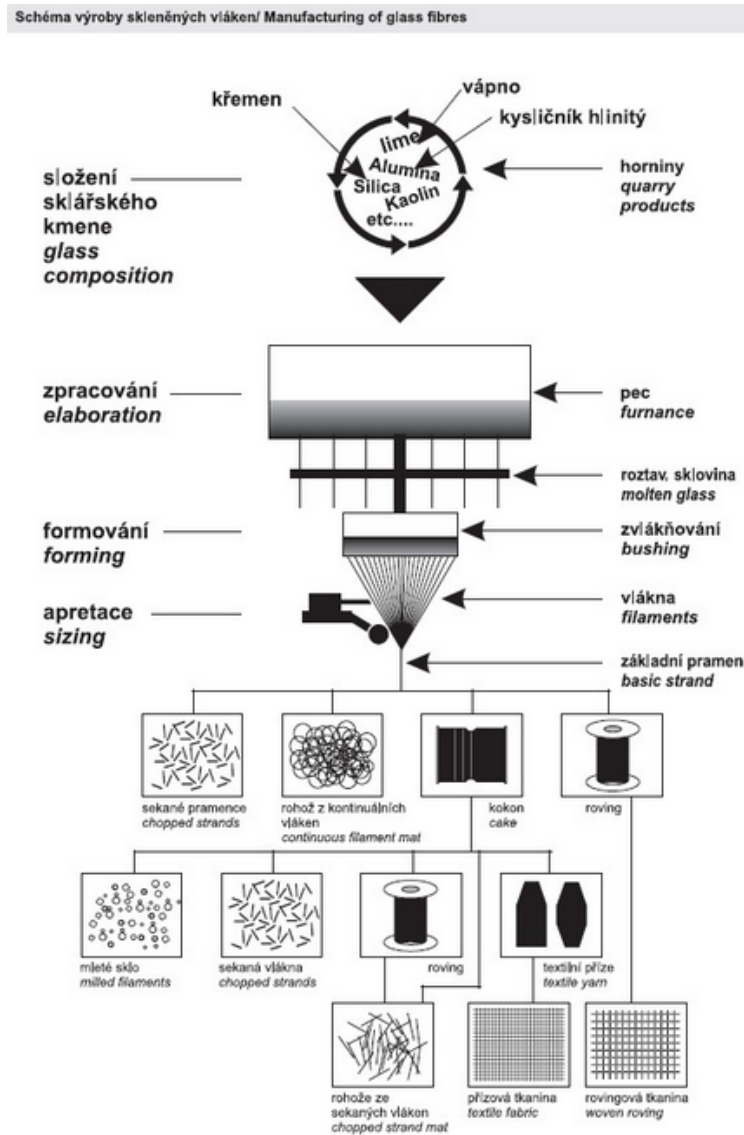 Schéma výroby skleněných vláken/ Manufacturing of glass fibres
křemen
vápno
kysličník hlinitý
lime
Alumina
Silica
Kaolin
etc....
složení
sklářského
kmene
glass
composition
horniny
quarry
products
zpracování
elaboration
pec
furnance
roztav. sklovina
molten glass
formování
forming
zvlákňování
bushing
apretace
sizing
vlákna
filaments
základní pramen
basic strand
sekané pramence
chopped strands
rohož z kontinuálních
vláken
continuous filament mat
kokon
cake
roving
mleté sklo
milled filaments
sekaná vlákna
chopped strands
roving
textilní příze
textile yarn
rohože ze
sekaných vláken
chopped strand mat
přízová tkanina
textile fabric
rovingová tkanina
woven roving